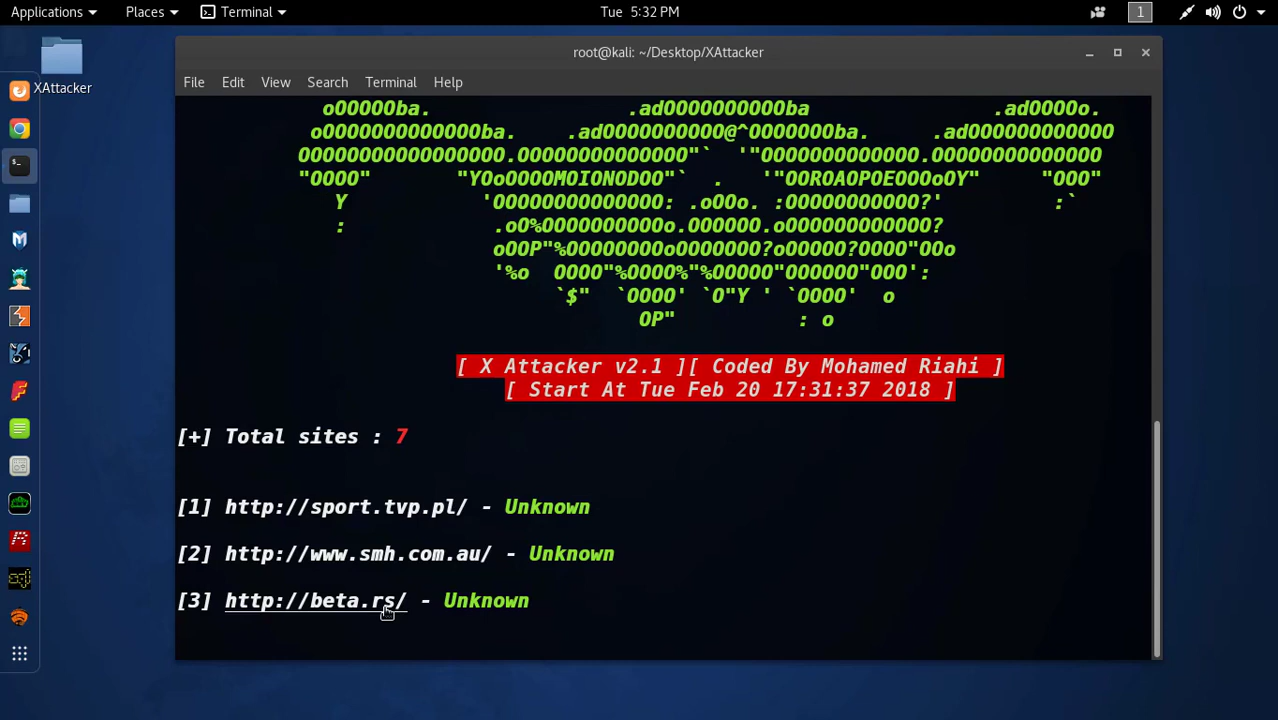 Applications Places Terminal Tue 5:32 PM 1
XAttacker
root@kali: ~/Desktop/XAttacker
File Edit View Search Terminal Help
[ X Attacker v2.1 ][ Coded By Mohamed Riahi ]
[ Start At Tue Feb 20 17:31:37 2018 ]
[+] Total sites : 7
[1] http://sport.tvp.pl/ - Unknown
[2] http://www.smh.com.au/ - Unknown
[3] http://beta.rs/ - Unknown